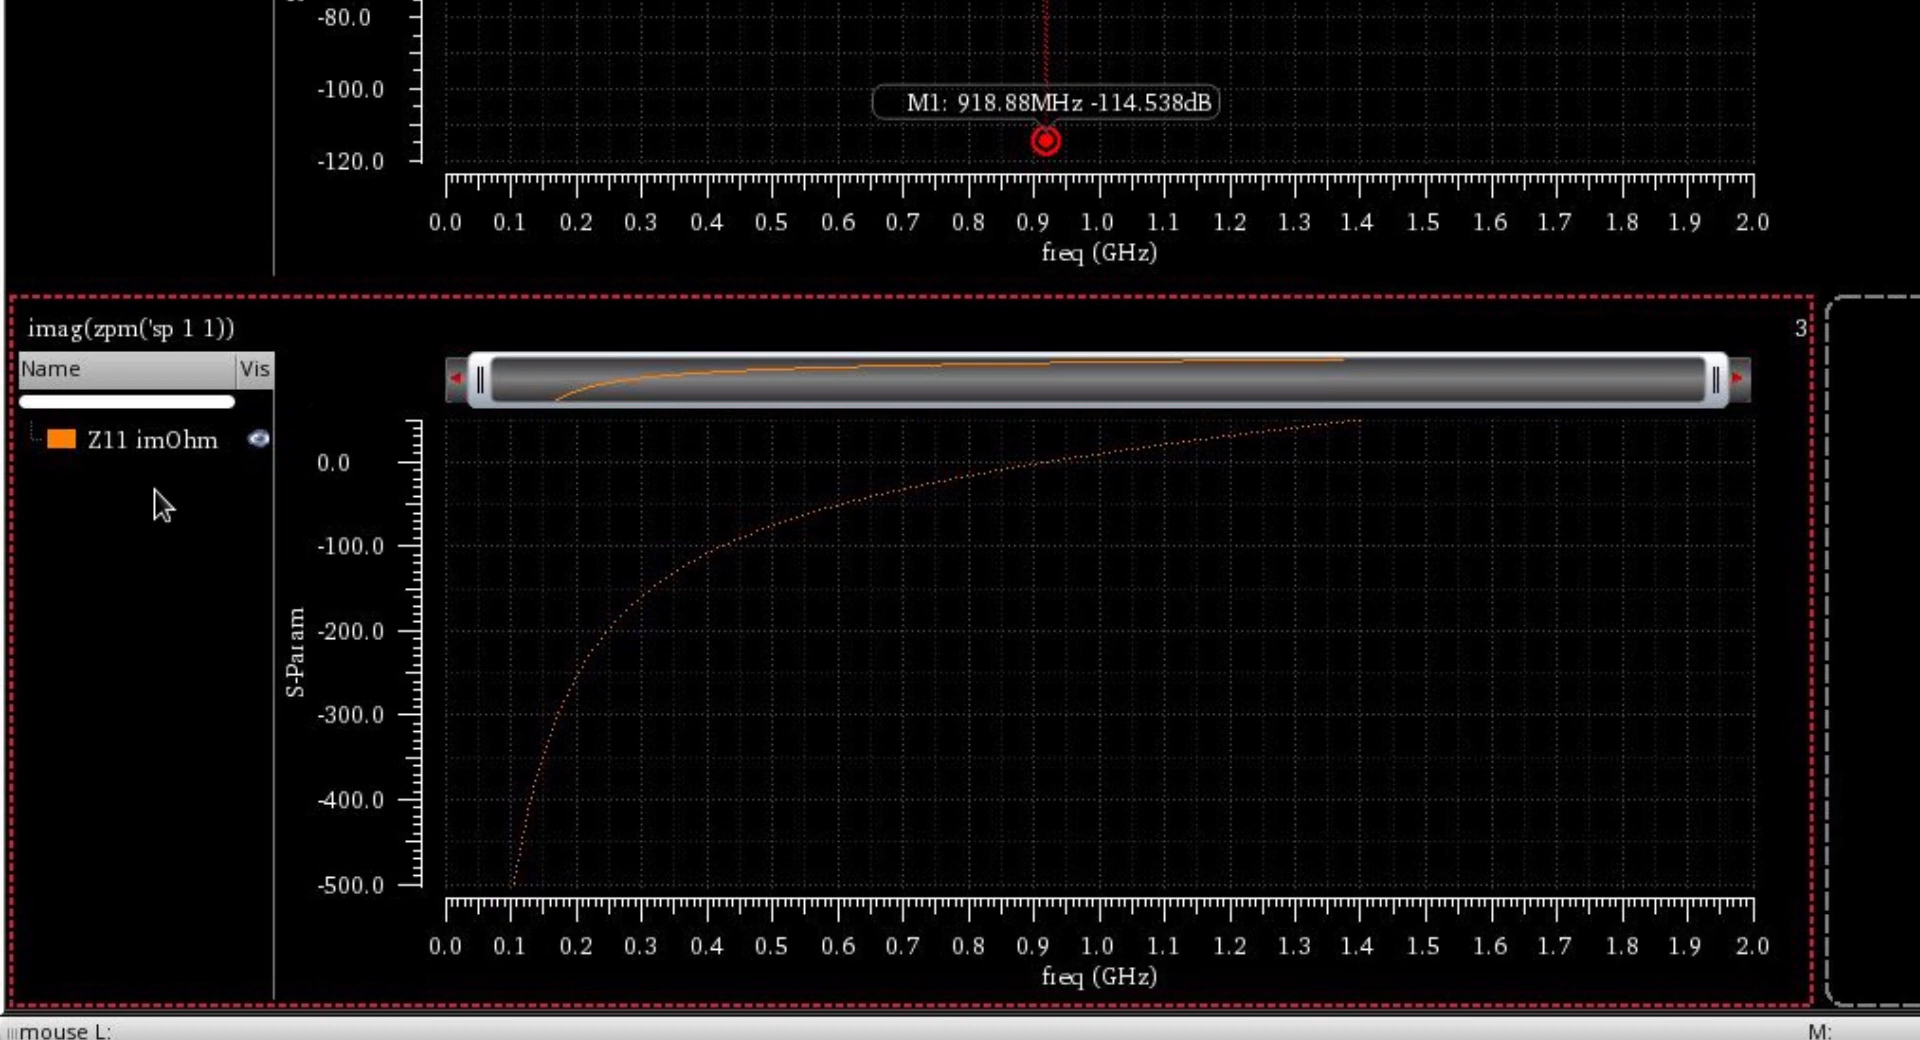 -80.0
-100.0
M1: 918.88MHz -114.538dB
-120.0
0.0 0.1 0.2 0.3 0.4 0.5 0.6 0.7 0.8 0.9 1.0 1.1 1.2 1.3 1.4 1.5 1.6 1.7 1.8 1.9 2.0
freq (GHz)
imag(zpm('sp 1 1))
3
Name Vis
Z11 imOhm
0.0
-100.0
-200.0
-300.0
-400.0
-500.0
S-Param
0.0 0.1 0.2 0.3 0.4 0.5 0.6 0.7 0.8 0.9 1.0 1.1 1.2 1.3 1.4 1.5 1.6 1.7 1.8 1.9 2.0
freq (GHz)
mouse L: M: